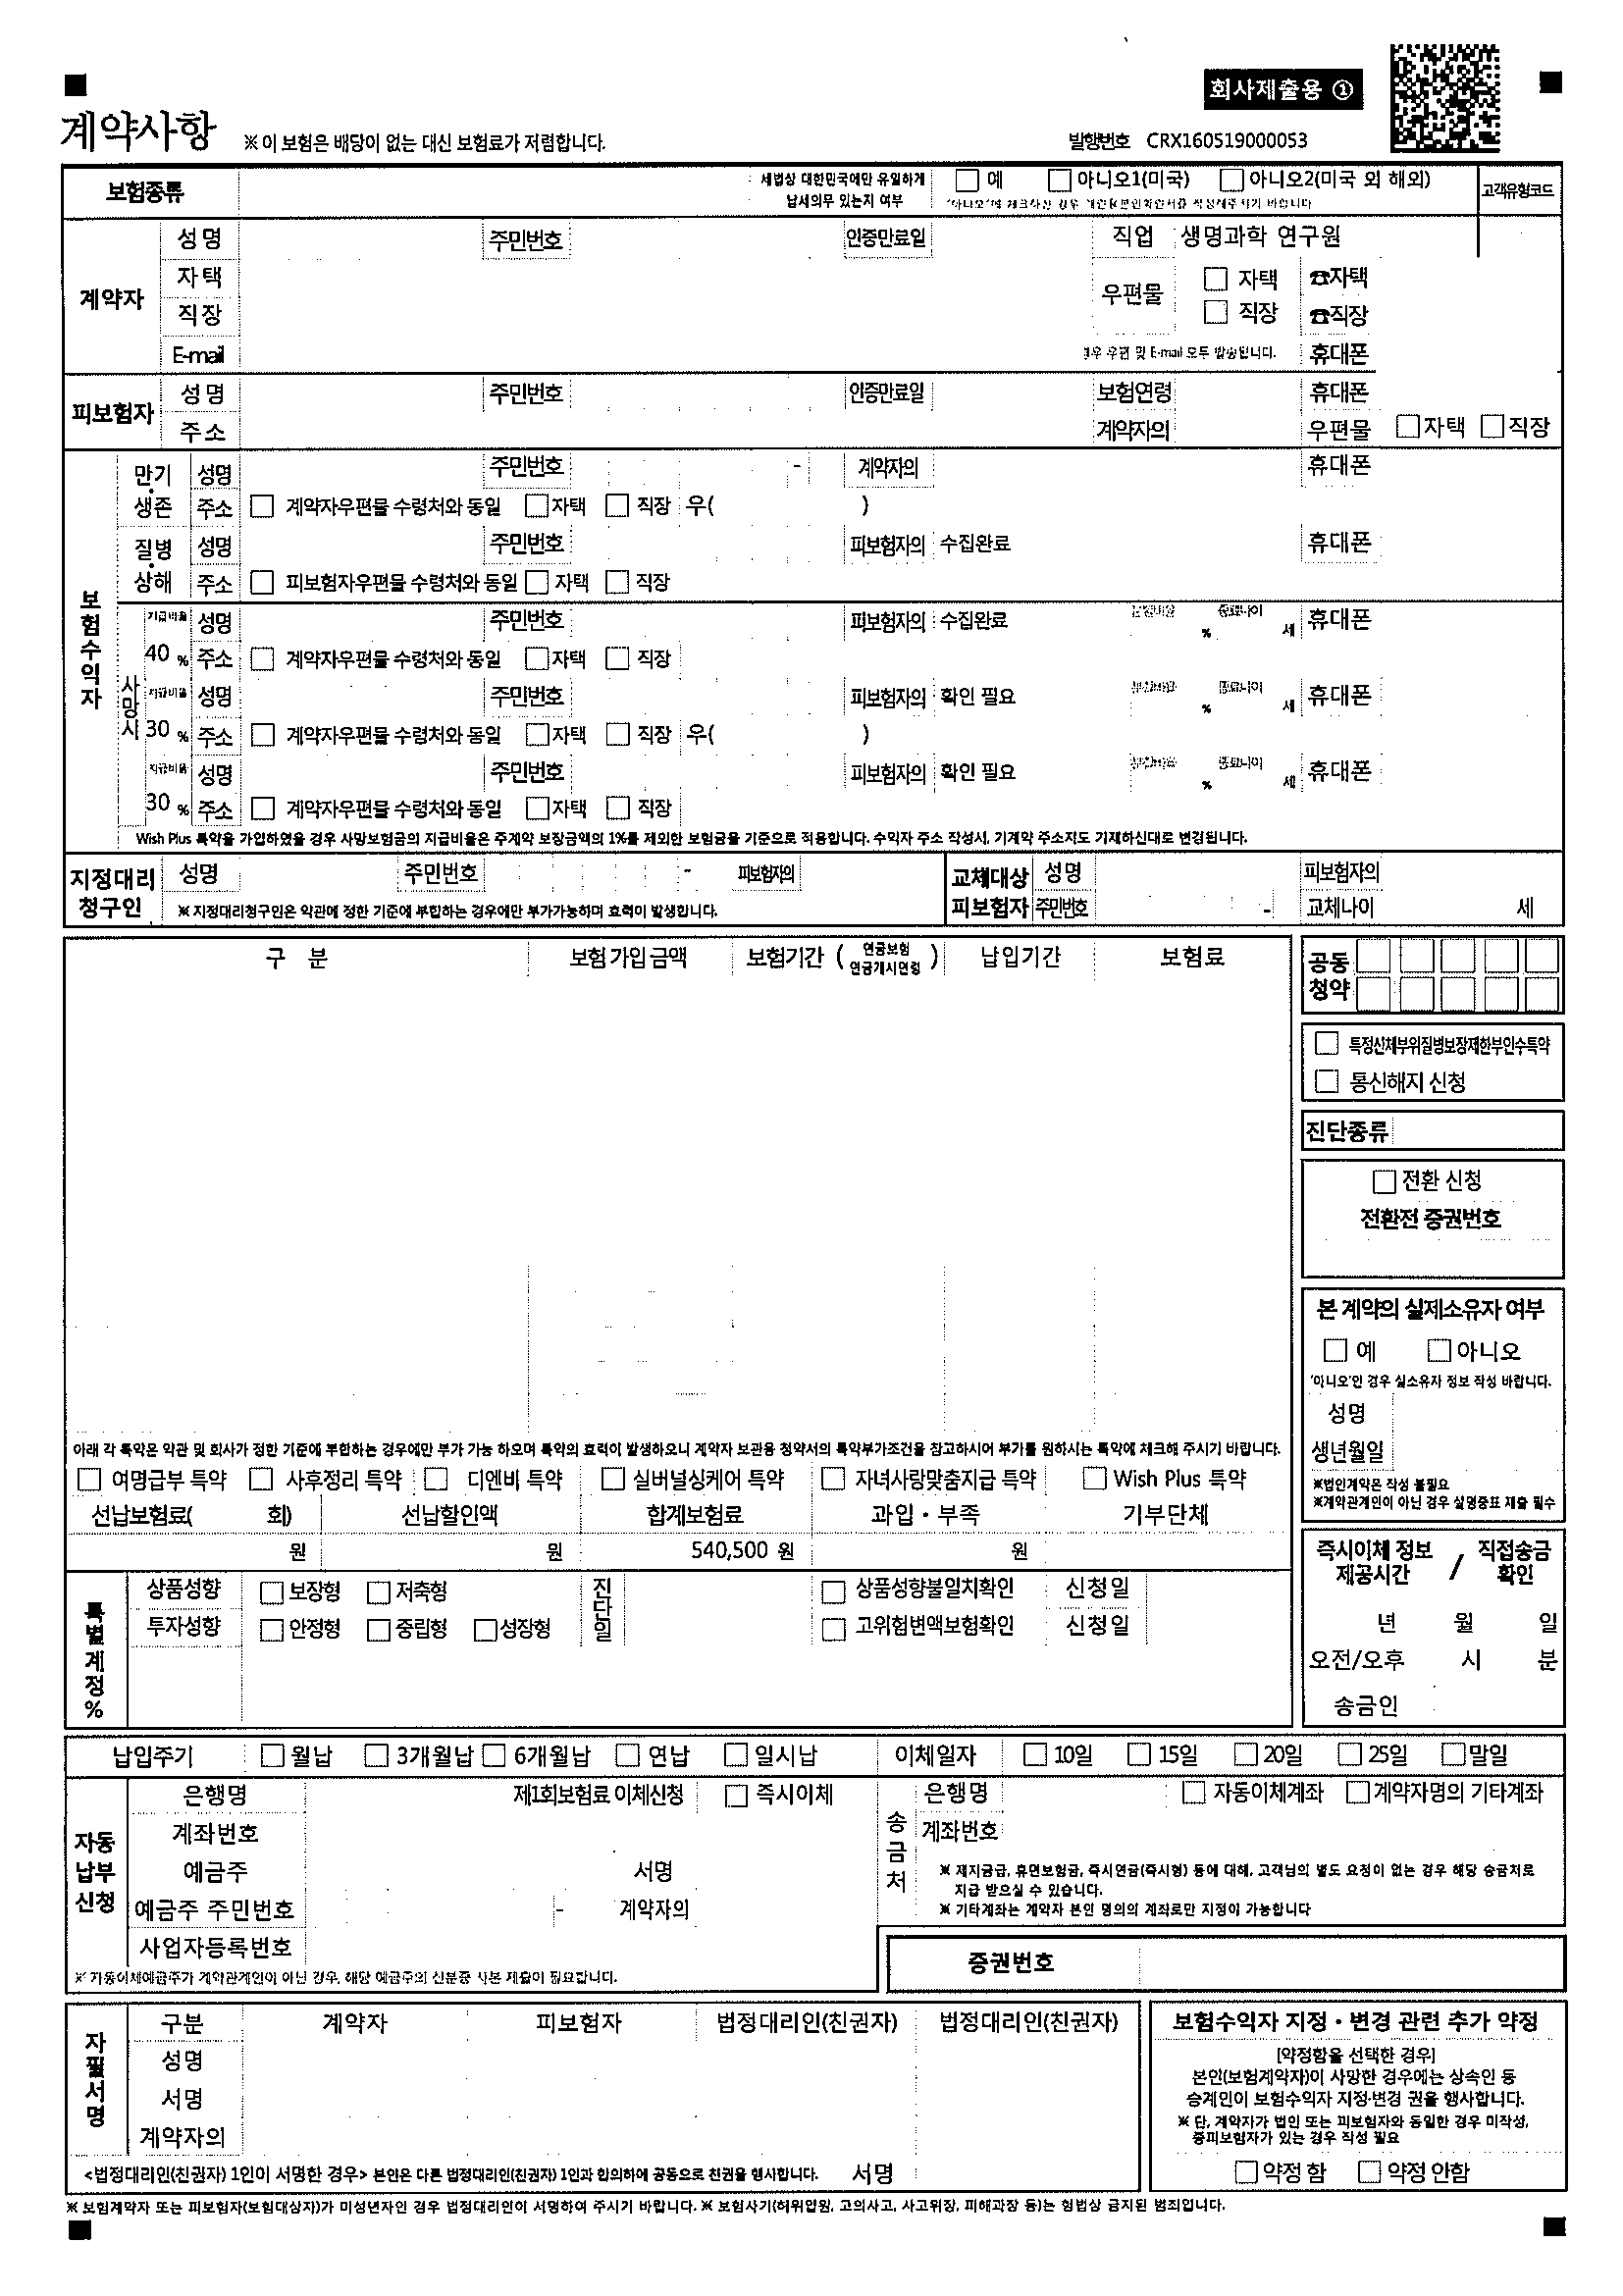 회사제출용 ①
계약사항 ※ 이 보험은 배당이 없는 대신 보험료가 저렴합니다. 발행번호 CRX160519000053
보험종류 세법상 대한민국에만 유일하게 납세의무 있는지 여부 □ 예 □ 아니오1(미국) □ 아니오2(미국 외 해외) 고객유형코드
'아니오'에 체크하신 경우
계약자 성명 주민번호 인증만료일 직업 생명과학 연구원
자택 우편물 □ 자택 ☎자택
직장 □ 직장 ☎직장
E-mail 경우 우편 및 E-mail 모두 발송됩니다. 휴대폰
피보험자 성명 주민번호 인증만료일 보험연령 휴대폰
주소 계약자의 우편물 □자택 □직장
보험수익자
만기·생존 성명 주민번호 - 계약자의 휴대폰
주소 □ 계약자우편물 수령처와 동일 □자택 □ 직장 우( )
질병·상해 성명 주민번호 피보험자의 수집완료 휴대폰
주소 □ 피보험자우편물 수령처와 동일 □ 자택 □ 직장
사망시 지급비율 성명 주민번호 피보험자의 수집완료 % 세 휴대폰
40 % 주소 □ 계약자우편물 수령처와 동일 □자택 □ 직장
지급비율 성명 주민번호 피보험자의 확인 필요 % 세 휴대폰
30 % 주소 □ 계약자우편물 수령처와 동일 □자택 □ 직장 우( )
지급비율 성명 주민번호 피보험자의 확인 필요 % 세 휴대폰
30 % 주소 □ 계약자우편물 수령처와 동일 □자택 □ 직장
Wish Plus 특약을 가입하였을 경우 사망보험금의 지급비율은 주계약 보장금액의 1%를 제외한 보험금을 기준으로 적용합니다. 수익자 주소 작성시, 기계약 주소지도 기재하신대로 변경됩니다.
지정대리청구인 성명 주민번호 - 피보험자의 교체대상피보험자 성명 피보험자의
※ 지정대리청구인은 약관에 정한 기준에 부합하는 경우에만 부가가능하며 효력이 발생합니다. 주민번호 - 교체나이 세
구 분 보험가입금액 보험기간 ( 연금보험 연금개시연령 ) 납입기간 보험료
공동청약
□ 특정신체부위질병보장제한부인수특약
□ 통신해지 신청
진단종류
□ 전환 신청
전환전 증권번호
본 계약의 실제소유자 여부
□ 예 □ 아니오
'아니오'인 경우 실소유자 정보 작성 바랍니다.
성명
생년월일
※법인계약은 작성 불필요
※계약관계인이 아닌 경우 실명증표 제출 필수
아래 각 특약은 약관 및 회사가 정한 기준에 부합하는 경우에만 부가 가능 하오며 특약의 효력이 발생하오니 계약자 보관용 청약서의 특약부가조건을 참고하시어 부가를 원하시는 특약에 체크해 주시기 바랍니다.
□ 여명급부 특약 □ 사후정리 특약 □ 디엔비 특약 □ 실버널싱케어 특약 □ 자녀사랑맞춤지급 특약 □ Wish Plus 특약
선납보험료( 회) 선납할인액 합계보험료 과입·부족 기부단체
원 원 540,500 원 원
즉시이체 정보 제공시간 / 직접송금 확인
년 월 일
오전/오후 시 분
송금인
특별계정 %
상품성향 □ 보장형 □ 저축형 진단일 □ 상품성향불일치확인 신청일
투자성향 □ 안정형 □ 중립형 □ 성장형 □ 고위험변액보험확인 신청일
납입주기 □ 월납 □ 3개월납 □ 6개월납 □ 연납 □ 일시납 이체일자 □ 10일 □ 15일 □ 20일 □ 25일 □ 말일
자동납부신청
은행명 제1회보험료 이체신청 □ 즉시이체
계좌번호
예금주 서명
예금주 주민번호 - 계약자의
사업자등록번호
※ 자동이체예금주가 계약관계인이 아닌 경우, 해당 예금주의 신분증 사본 제출이 필요합니다.
송금처
은행명 □ 자동이체계좌 □계약자명의 기타계좌
계좌번호
※ 제지급금, 휴면보험금, 즉시연금(즉시형) 등에 대해, 고객님의 별도 요청이 없는 경우 해당 송금처로
지급 받으실 수 있습니다.
※ 기타계좌는 계약자 본인 명의의 계좌로만 지정이 가능합니다
증권번호
자필서명
구분 계약자 피보험자 법정대리인(친권자) 법정대리인(친권자)
성명
서명
계약자의
<법정대리인(친권자) 1인이 서명한 경우> 본인은 다른 법정대리인(친권자) 1인과 합의하에 공동으로 친권을 행사합니다. 서명
보험수익자 지정·변경 관련 추가 약정
[약정함을 선택한 경우]
본인(보험계약자)이 사망한 경우에는 상속인 등
승계인이 보험수익자 지정·변경 권을 행사합니다.
※ 단, 계약자가 법인 또는 피보험자와 동일한 경우 미작성,
종피보험자가 있는 경우 작성 필요
□ 약정 함 □ 약정 안함
※ 보험계약자 또는 피보험자(보험대상자)가 미성년자인 경우 법정대리인이 서명하여 주시기 바랍니다. ※ 보험사기(허위입원, 고의사고, 사고위장, 피해과장 등)는 형법상 금지된 범죄입니다.